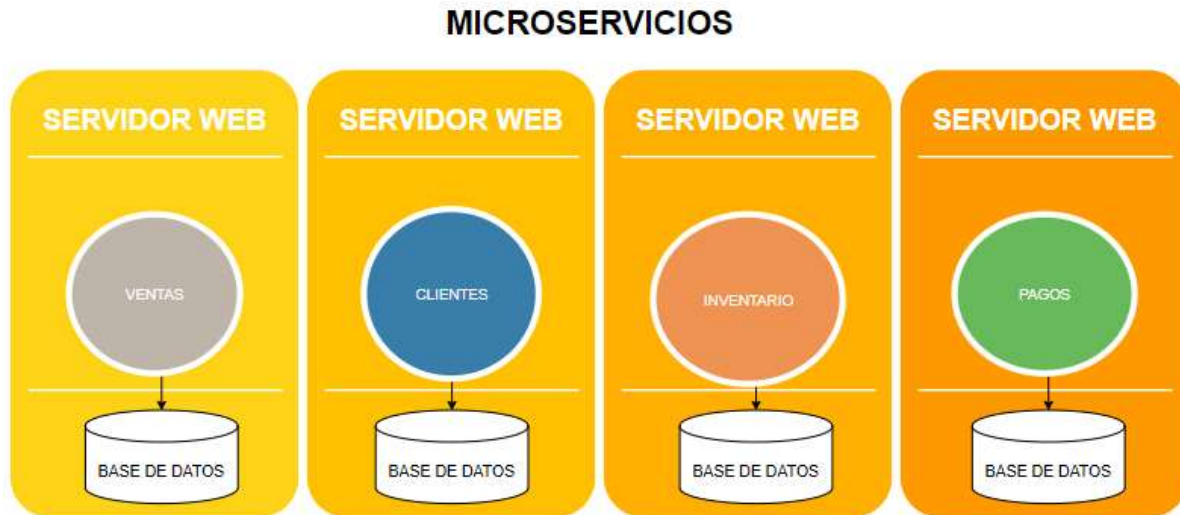 MICROSERVICIOS
SERVIDOR WEB
SERVIDOR WEB
SERVIDOR WEB
SERVIDOR WEB
VENTAS
CLIENTES
INVENTARIO
PAGOS
BASE DE DATOS
BASE DE DATOS
BASE DE DATOS
BASE DE DATOS